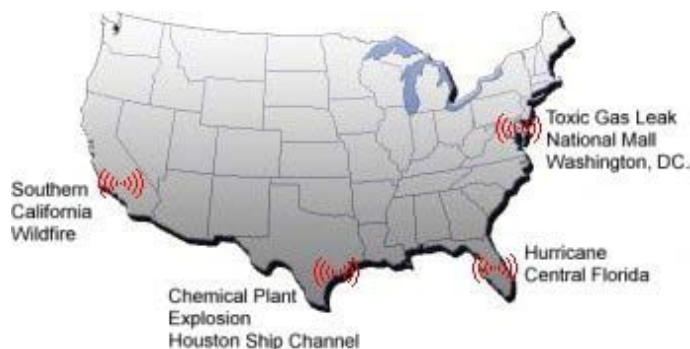 Toxic Gas Leak
National Mall
Washington, DC.
Southern
California
Wildfire
Hurricane
Central Florida
Chemical Plant
Explosion
Houston Ship Channel